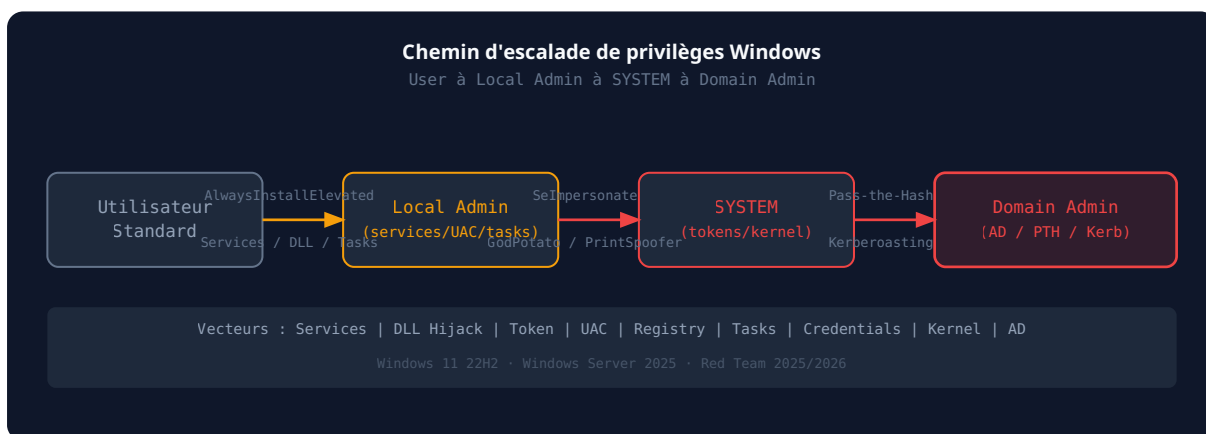 Chemin d'escalade de privilèges Windows
User à Local Admin à SYSTEM à Domain Admin
Utilisateur
Standard
AlwaysInstallElevated
Services / DLL / Tasks
Local Admin
(services/UAC/tasks)
SeImpersonate
GodPotato / PrintSpoofer
SYSTEM
(tokens/kernel)
Pass-the-Hash
Kerberoasting
Domain Admin
(AD / PTH / Kerb)
Vecteurs : Services | DLL Hijack | Token | UAC | Registry | Tasks | Credentials | Kernel | AD
Windows 11 22H2 · Windows Server 2025 · Red Team 2025/2026